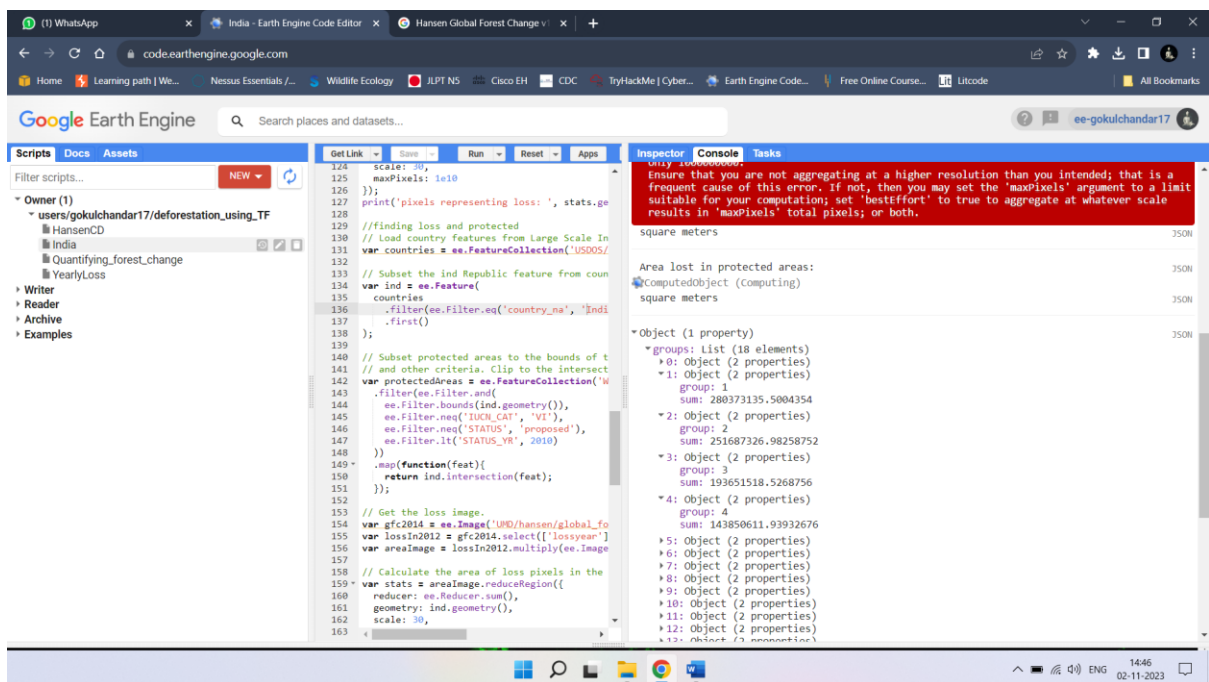 (1) WhatsApp
India - Earth Engine Code Editor
Hansen Global Forest Change v1
code.earthengine.google.com
Home
Learning path | We...
Nessus Essentials /...
Wildlife Ecology
JLPT N5
Cisco EH
CDC
TryHackMe | Cyber...
Earth Engine Code...
Free Online Course...
Lit Litcode
All Bookmarks
Google Earth Engine
Search places and datasets...
ee-gokulchandar17
Scripts Docs Assets
Filter scripts...
NEW
Owner (1)
users/gokulchandar17/deforestation_using_TF
HansenCD
India
Quantifying_forest_change
YearlyLoss
Writer
Reader
Archive
Examples
Get Link Save Run Reset Apps
124 scale: 30,
125 maxPixels: 1e10
126 });
127 print('pixels representing loss: ', stats.ge
128
129 //finding loss and protected
130 // Load country features from Large Scale In
131 var countries = ee.FeatureCollection('USDOS/
132
133 // Subset the ind Republic feature from coun
134 var ind = ee.Feature(
135 countries
136 .filter(ee.Filter.eq('country_na', 'Indi
137 .first()
138 );
139
140 // Subset protected areas to the bounds of t
141 // and other criteria. Clip to the intersect
142 var protectedAreas = ee.FeatureCollection('W
143 .filter(ee.Filter.and(
144 ee.Filter.bounds(ind.geometry()),
145 ee.Filter.neq('IUCN_CAT', 'VI'),
146 ee.Filter.neq('STATUS', 'proposed'),
147 ee.Filter.lt('STATUS_YR', 2010)
148 ))
149 .map(function(feat){
150 return ind.intersection(feat);
151 });
152
153 // Get the loss image.
154 var gfc2014 = ee.Image('UMD/hansen/global_fo
155 var lossIn2012 = gfc2014.select(['lossyear']
156 var areaImage = lossIn2012.multiply(ee.Image
157
158 // Calculate the area of loss pixels in the
159 var stats = areaImage.reduceRegion({
160 reducer: ee.Reducer.sum(),
161 geometry: ind.geometry(),
162 scale: 30,
163
Inspector Console Tasks
only 1000000000.
Ensure that you are not aggregating at a higher resolution than you intended; that is a
frequent cause of this error. If not, then you may set the 'maxPixels' argument to a limit
suitable for your computation; set 'bestEffort' to true to aggregate at whatever scale
results in 'maxPixels' total pixels; or both.
square meters JSON
Area lost in protected areas: JSON
ComputedObject (Computing)
square meters JSON
Object (1 property) JSON
groups: List (18 elements)
0: Object (2 properties)
1: Object (2 properties)
group: 1
sum: 280373135.5004354
2: Object (2 properties)
group: 2
sum: 251687326.98258752
3: Object (2 properties)
group: 3
sum: 193651518.5268756
4: Object (2 properties)
group: 4
sum: 143850611.93932676
5: Object (2 properties)
6: Object (2 properties)
7: Object (2 properties)
8: Object (2 properties)
9: Object (2 properties)
10: Object (2 properties)
11: Object (2 properties)
12: Object (2 properties)
13: Object (2 properties)
ENG
14:46
02-11-2023